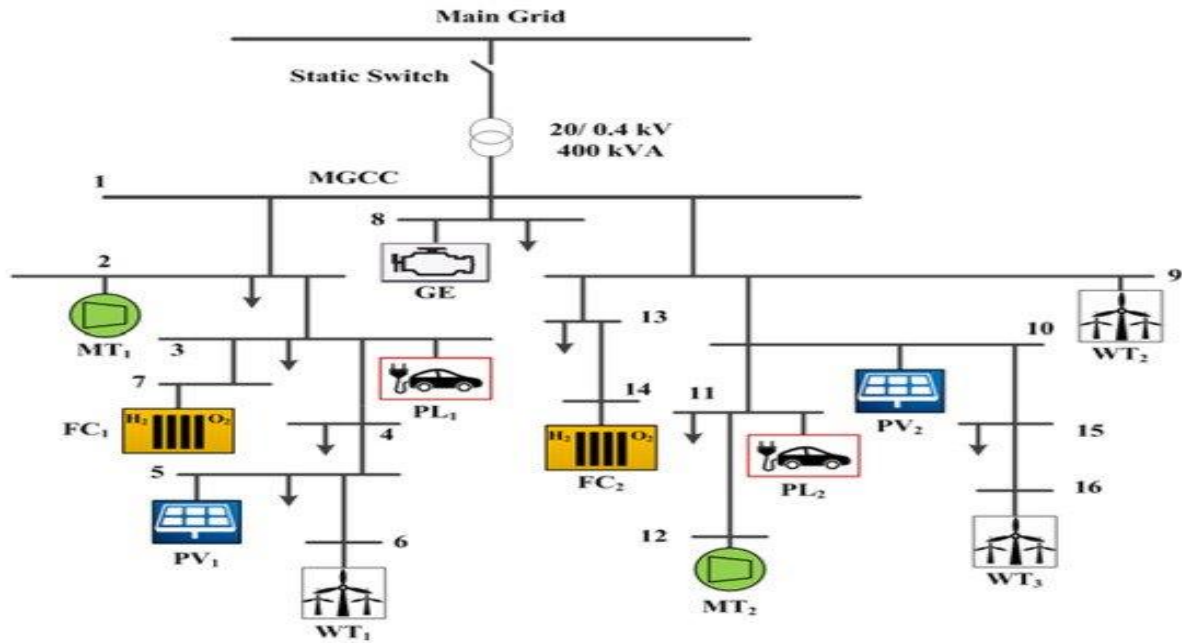 Main Grid
Static Switch
20/ 0.4 kV
400 kVA
1
MGCC
8
GE
2
MT₁
9
WT₂
3
13
10
7
PL₁
H₂ O₂
FC₁
4
14
11
PV₂
15
5
H₂ O₂
FC₂
PL₂
16
PV₁
6
12
WT₃
WT₁
MT₂